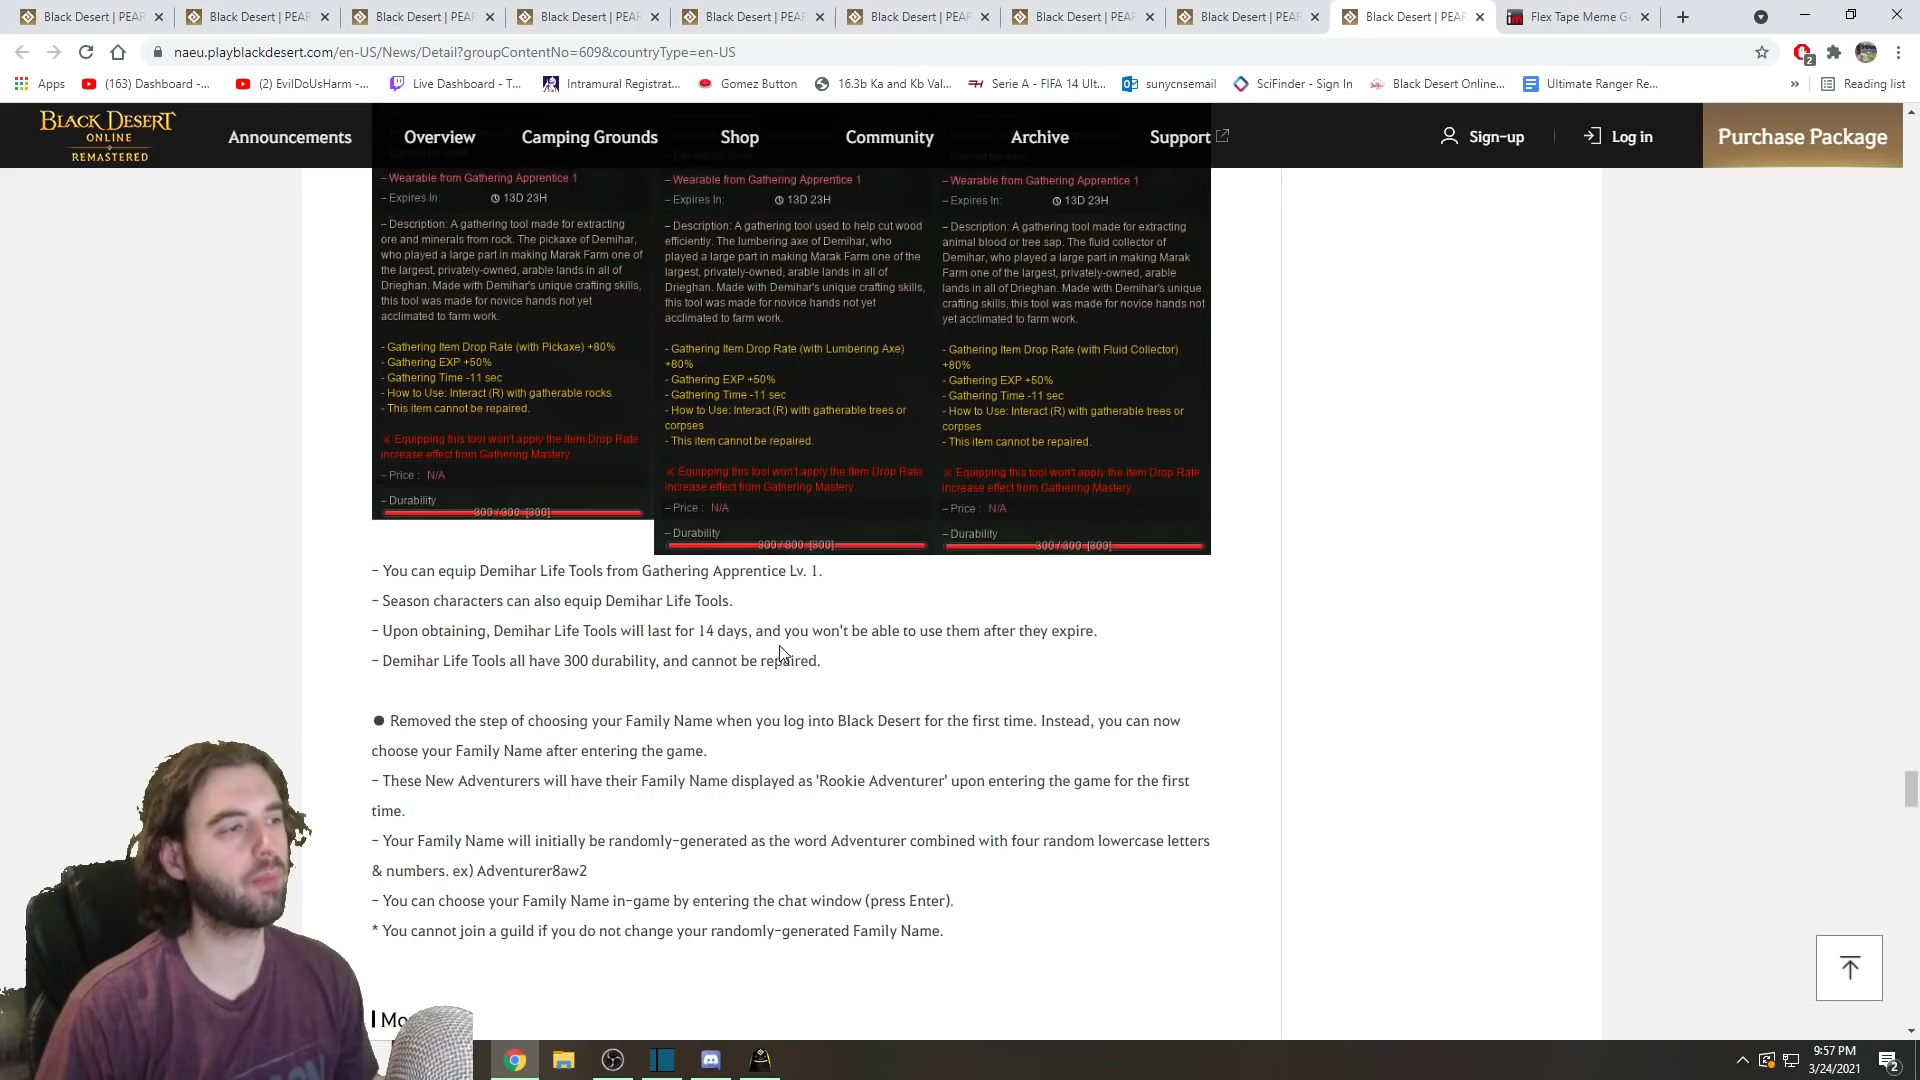 Black Desert | PEAR
Black Desert | PEAR
Black Desert | PEAR
Black Desert | PEAR
Black Desert | PEAR
Black Desert | PEAR
Black Desert | PEAR
Black Desert | PEAR
Black Desert | PEAR
Flex Tape Meme Ge
naeu.playblackdesert.com/en-US/News/Detail?groupContentNo=609&countryType=en-US
2
Apps
(163) Dashboard -...
(2) EvilDoUsHarm -...
Live Dashboard - T...
Intramural Registrat...
Gomez Button
16.3b Ka and Kb Val...
Serie A - FIFA 14 Ult...
sunycnsemail
SciFinder - Sign In
Black Desert Online...
Ultimate Ranger Re...
»
Reading list
BLACK DESERT
ONLINE
REMASTERED
Announcements
Overview
Camping Grounds
Shop
Community
Archive
Support
Sign-up
Log in
Purchase Package
– Wearable from Gathering Apprentice 1
– Expires In: 13D 23H
– Description: A gathering tool made for extracting
ore and minerals from rock. The pickaxe of Demihar,
who played a large part in making Marak Farm one of
the largest, privately-owned, arable lands in all of
Drieghan. Made with Demihar's unique crafting skills,
this tool was made for novice hands not yet
acclimated to farm work.
- Gathering Item Drop Rate (with Pickaxe) +80%
- Gathering EXP +50%
- Gathering Time -11 sec
- How to Use: Interact (R) with gatherable rocks.
- This item cannot be repaired.
※ Equipping this tool won't apply the Item Drop Rate
increase effect from Gathering Mastery.
– Price : N/A
– Durability
300 / 300 [300]
– Wearable from Gathering Apprentice 1
– Expires In: 13D 23H
– Description: A gathering tool used to help cut wood
efficiently. The lumbering axe of Demihar, who
played a large part in making Marak Farm one of the
largest, privately-owned, arable lands in all of
Drieghan. Made with Demihar's unique crafting skills,
this tool was made for novice hands not yet
acclimated to farm work.
- Gathering Item Drop Rate (with Lumbering Axe)
+80%
- Gathering EXP +50%
- Gathering Time -11 sec
- How to Use: Interact (R) with gatherable trees or
corpses
- This item cannot be repaired.
※ Equipping this tool won't apply the Item Drop Rate
increase effect from Gathering Mastery.
– Price : N/A
– Durability
300 / 300 [300]
– Wearable from Gathering Apprentice 1
– Expires In: 13D 23H
– Description: A gathering tool made for extracting
animal blood or tree sap. The fluid collector of
Demihar, who played a large part in making Marak
Farm one of the largest, privately-owned, arable
lands in all of Drieghan. Made with Demihar's unique
crafting skills, this tool was made for novice hands not
yet acclimated to farm work.
- Gathering Item Drop Rate (with Fluid Collector)
+80%
- Gathering EXP +50%
- Gathering Time -11 sec
- How to Use: Interact (R) with gatherable trees or
corpses
- This item cannot be repaired.
※ Equipping this tool won't apply the Item Drop Rate
increase effect from Gathering Mastery.
– Price : N/A
– Durability
300 / 300 [300]
– You can equip Demihar Life Tools from Gathering Apprentice Lv. 1.
– Season characters can also equip Demihar Life Tools.
– Upon obtaining, Demihar Life Tools will last for 14 days, and you won't be able to use them after they expire.
– Demihar Life Tools all have 300 durability, and cannot be repaired.
● Removed the step of choosing your Family Name when you log into Black Desert for the first time. Instead, you can now
choose your Family Name after entering the game.
– These New Adventurers will have their Family Name displayed as 'Rookie Adventurer' upon entering the game for the first
time.
– Your Family Name will initially be randomly-generated as the word Adventurer combined with four random lowercase letters
& numbers. ex) Adventurer8aw2
– You can choose your Family Name in-game by entering the chat window (press Enter).
* You cannot join a guild if you do not change your randomly-generated Family Name.
9:57 PM
3/24/2021
2